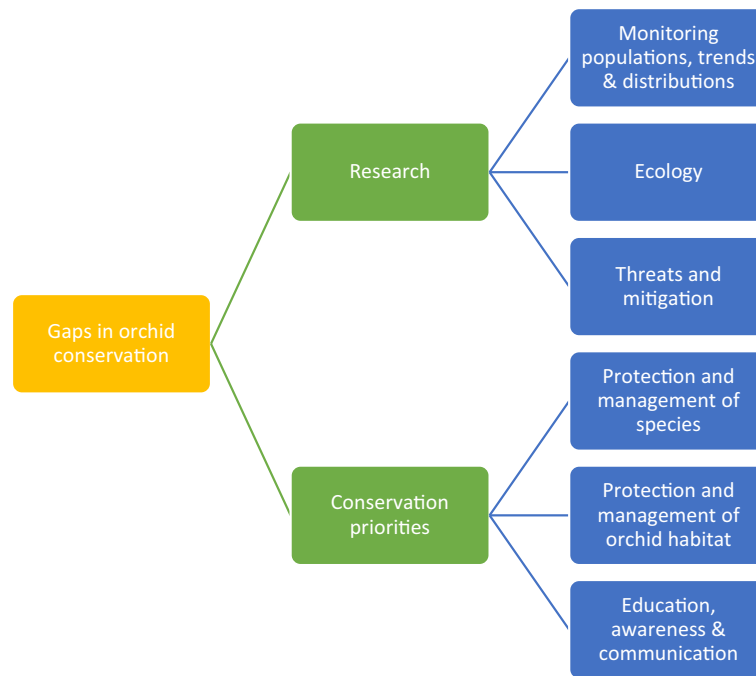 Monitoring
populations, trends
& distributions
Research
Ecology
Threats and
mitigation
Gaps in orchid
conservation
Protection and
management of
species
Conservation
priorities
Protection and
management of
orchid habitat
Education,
awareness &
communication